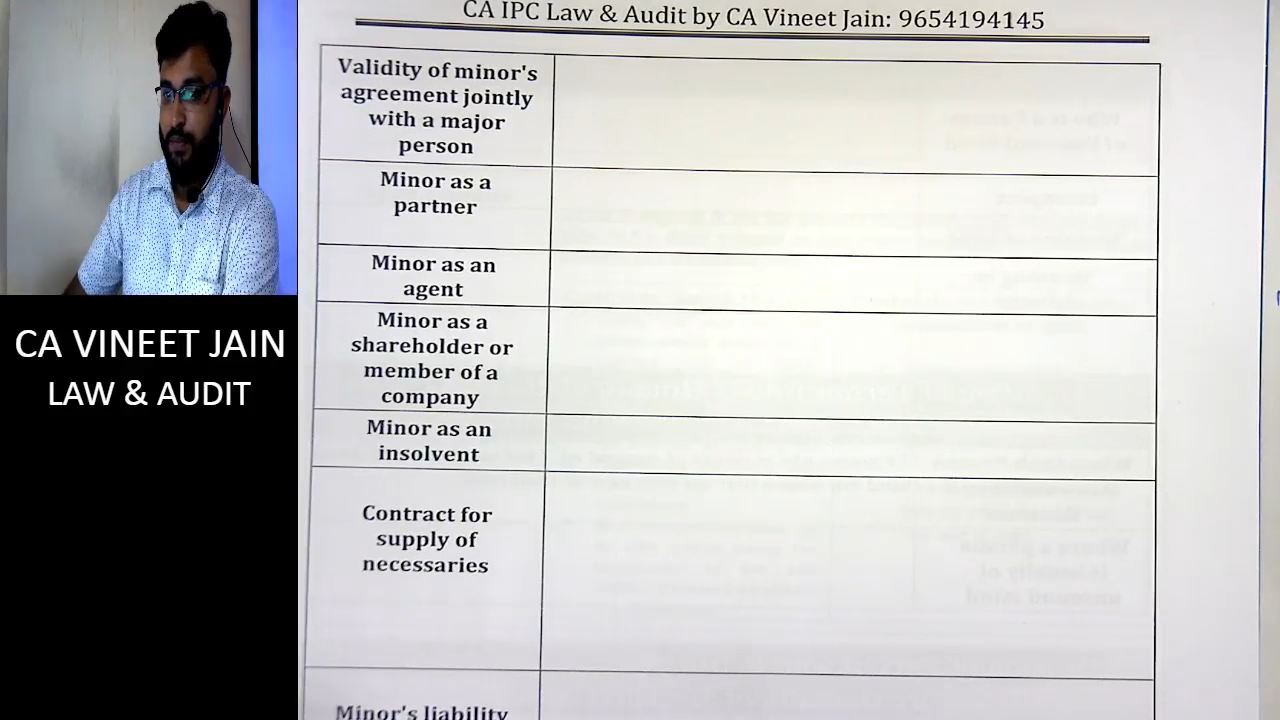 CA IPC Law & Audit by CA Vineet Jain: 9654194145
Validity of minor's
agreement jointly
with a major
person
Minor as a
partner
Minor as an
agent
Minor as a
shareholder or
member of a
company
Minor as an
insolvent
Contract for
supply of
necessaries
Minor's liability
CA VINEET JAIN
LAW & AUDIT